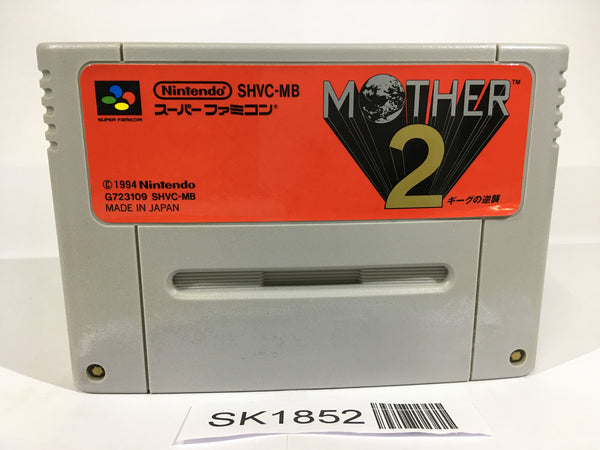 SUPER FAMICOM
Nintendo SHVC-MB
スーパー ファミコン®
© 1994 Nintendo
G723109 SHVC-MB
MADE IN JAPAN
MOTHER™
2
ギーグの逆襲
SK1852